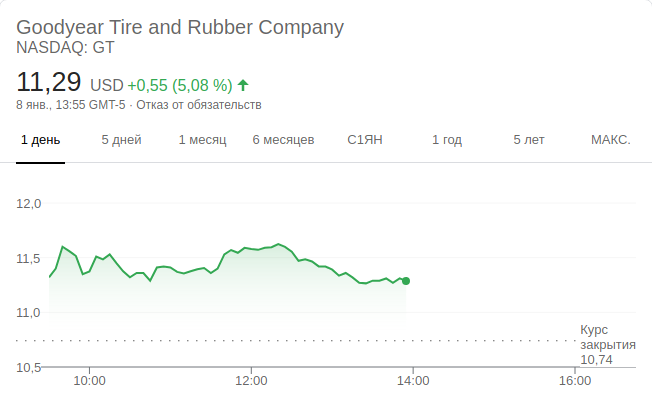 Goodyear Tire and Rubber Company
NASDAQ: GT
11,29 USD +0,55 (5,08 %)
8 янв., 13:55 GMT-5 · Отказ от обязательств
1 день 5 дней 1 месяц 6 месяцев С1ЯН 1 год 5 лет МАКС.
12,0
11,5
11,0
Курс
закрытия
10,74
10,5
10:00 12:00 14:00 16:00